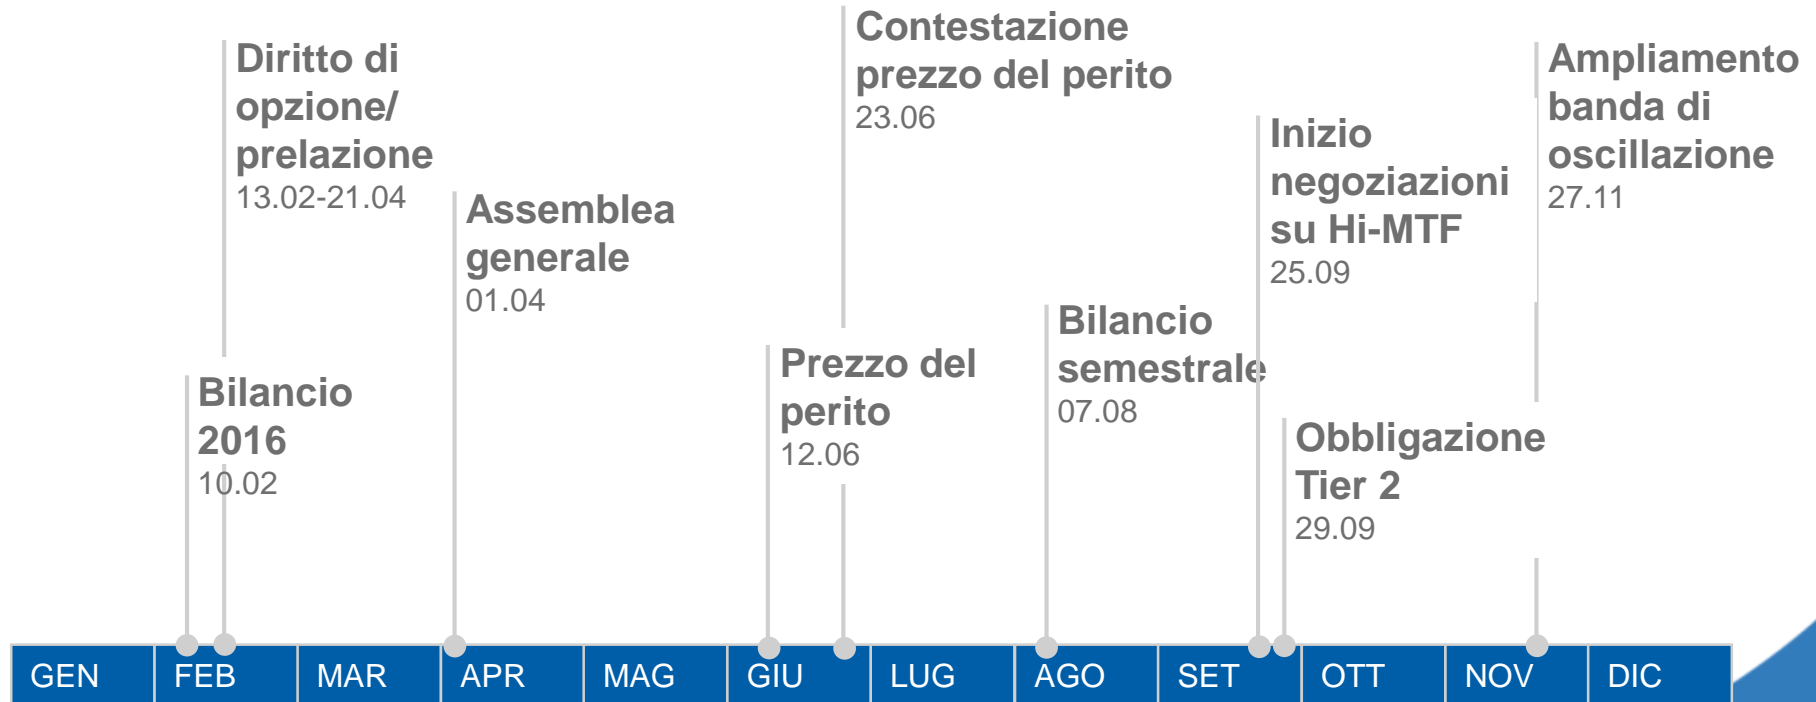 Diritto di
opzione/
prelazione
13.02-21.04
Bilancio
2016
10.02
Assemblea
generale
01.04
Contestazione
prezzo del perito
23.06
Prezzo del
perito
12.06
Bilancio
semestrale
07.08
Inizio
negoziazioni
su Hi-MTF
25.09
Obbligazione
Tier 2
29.09
Ampliamento
banda di
oscillazione
27.11
GEN FEB MAR APR MAG GIU LUG AGO SET OTT NOV DIC